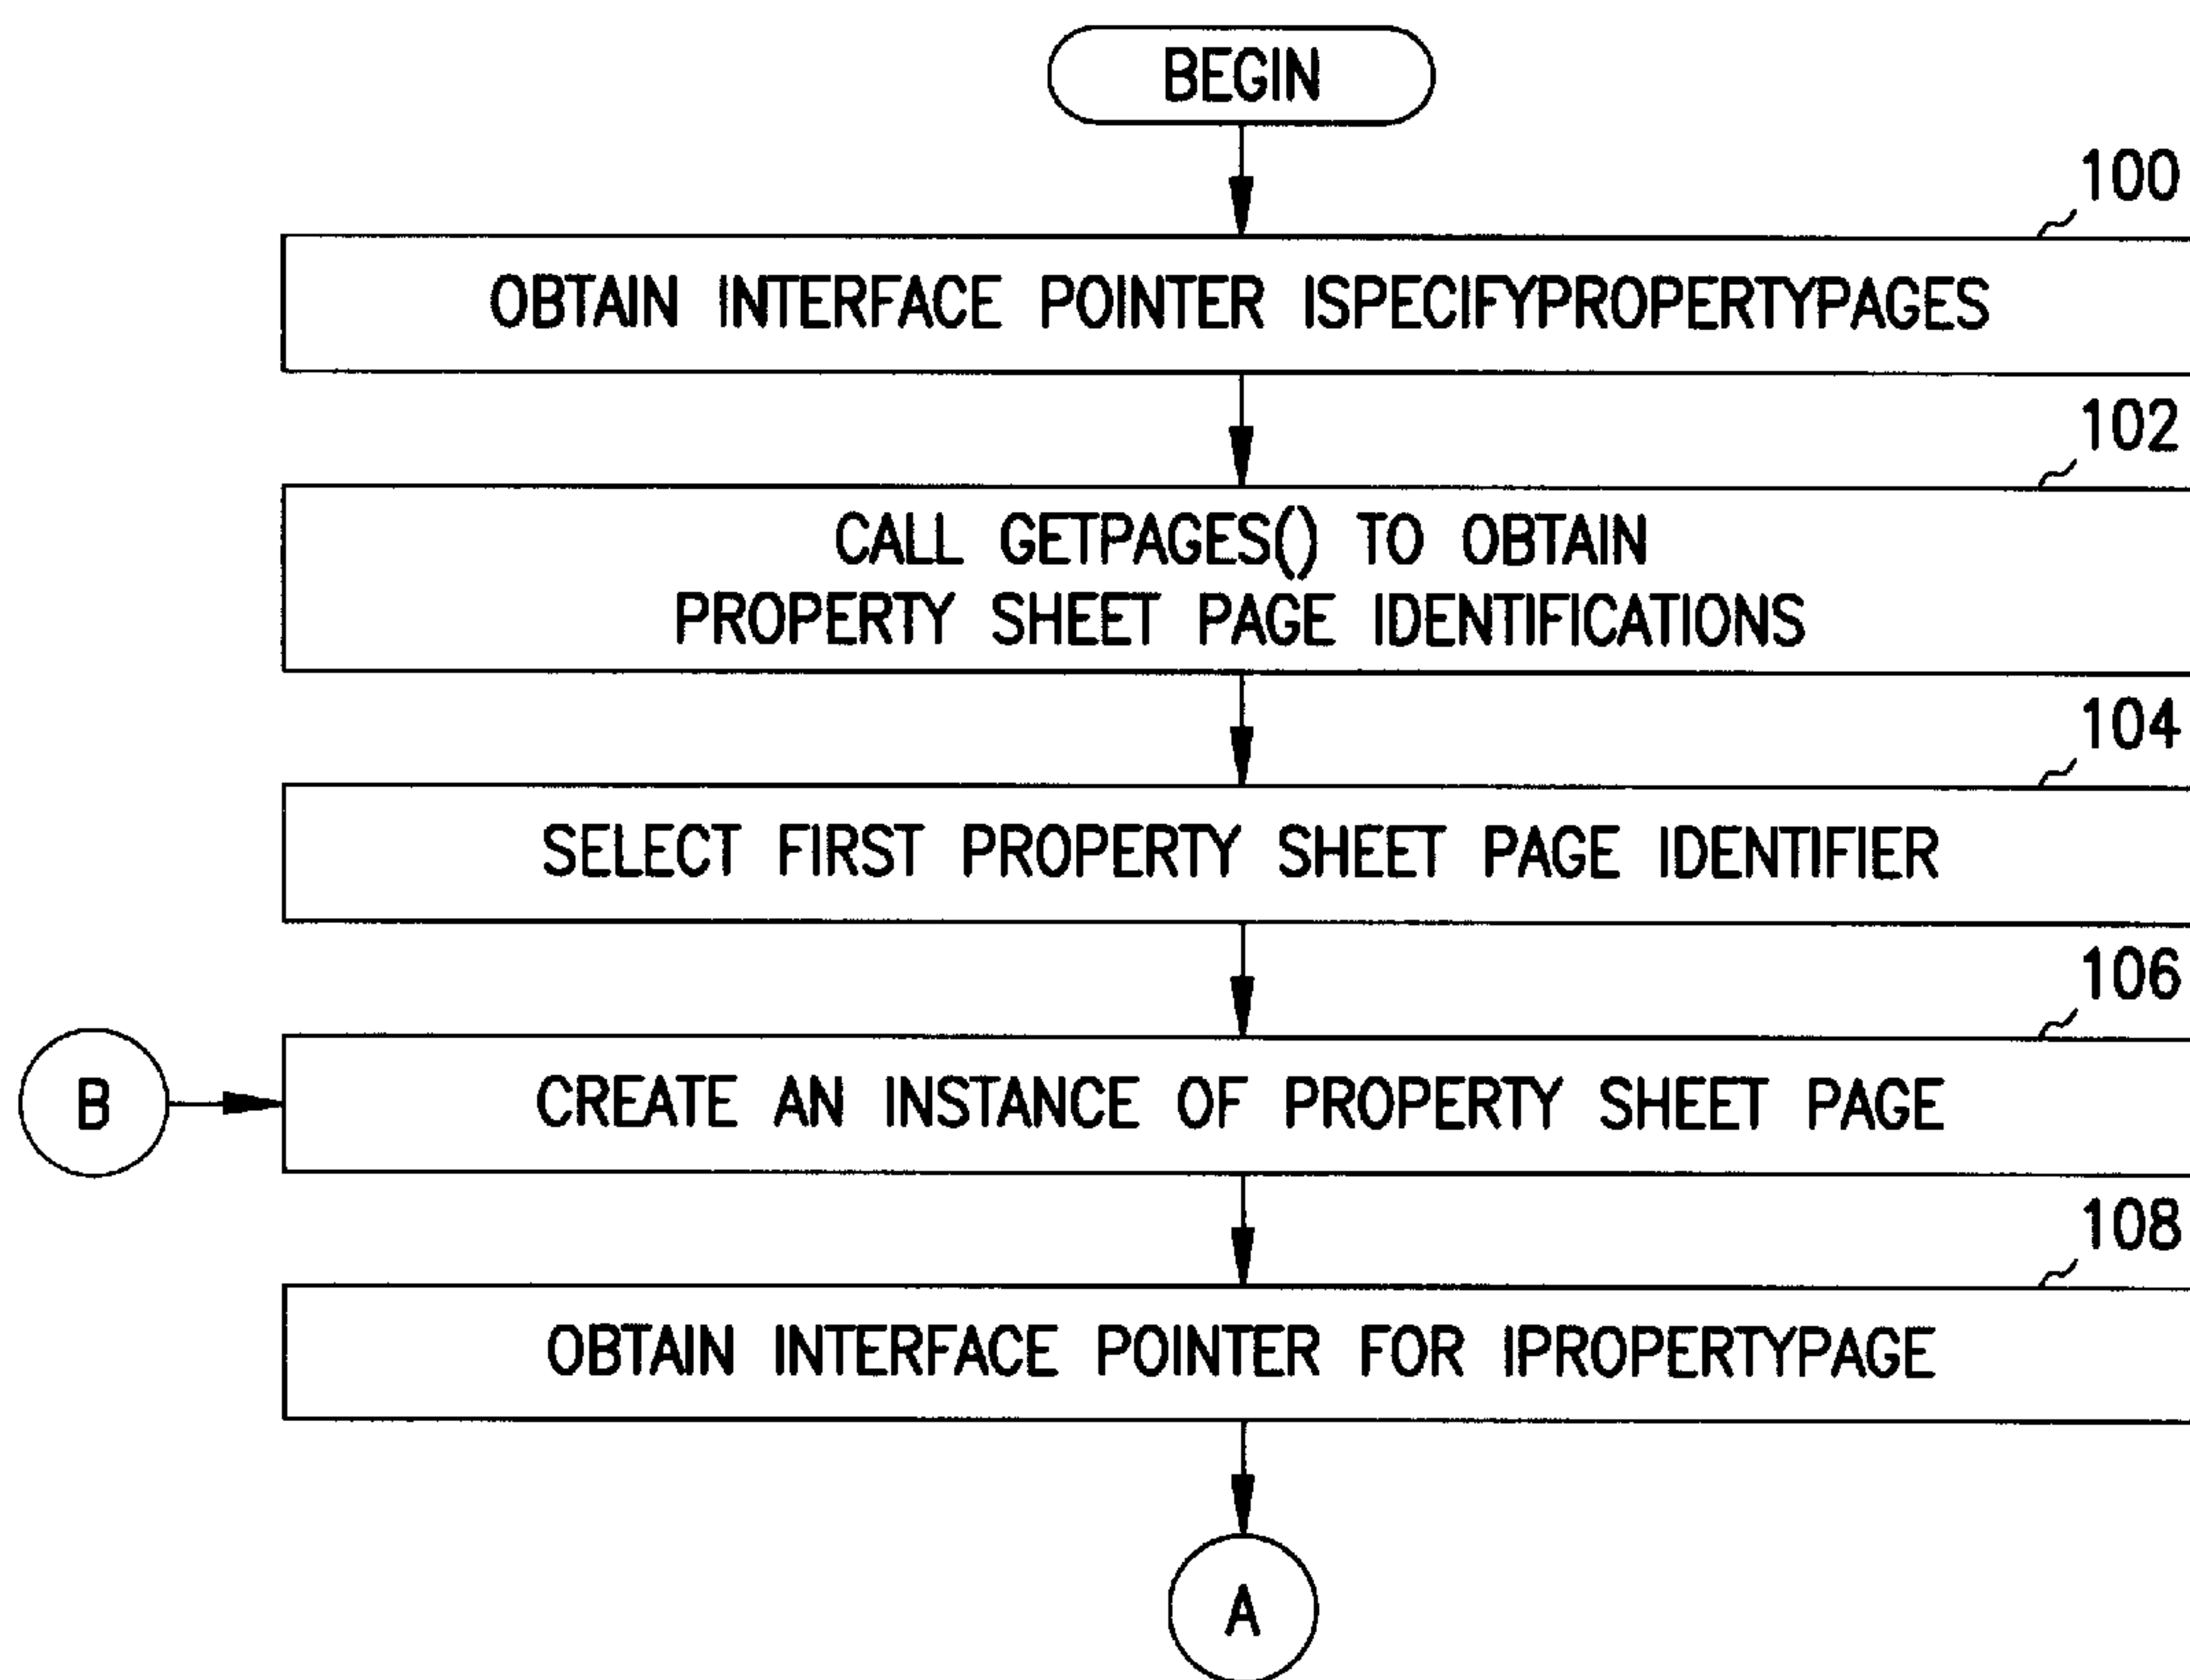 BEGIN
100
OBTAIN INTERFACE POINTER ISPECIFYPROPERTYPAGES
102
CALL GETPAGES() TO OBTAIN
PROPERTY SHEET PAGE IDENTIFICATIONS
104
SELECT FIRST PROPERTY SHEET PAGE IDENTIFIER
106
B
CREATE AN INSTANCE OF PROPERTY SHEET PAGE
108
OBTAIN INTERFACE POINTER FOR IPROPERTYPAGE
A